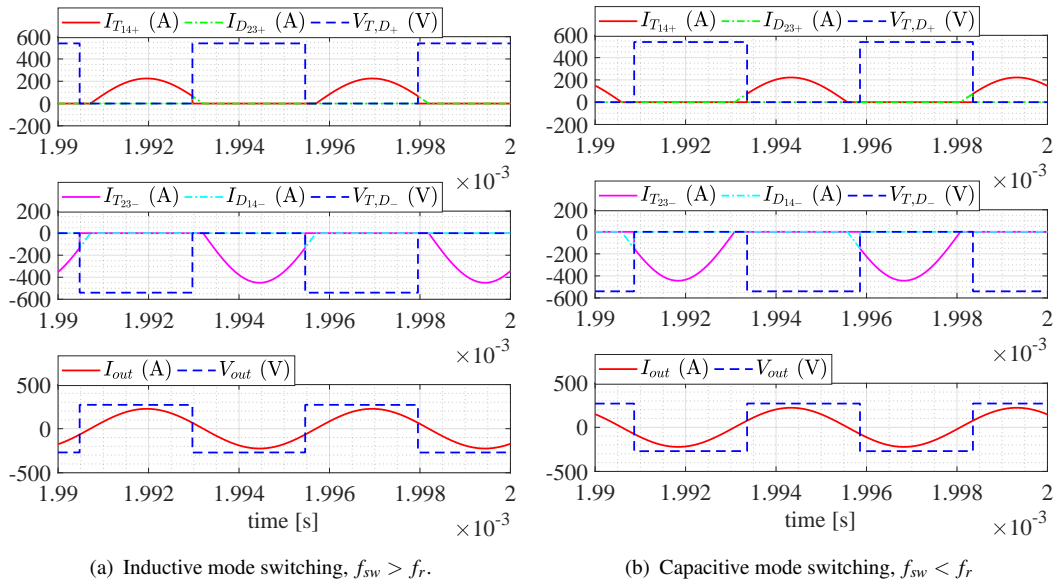 I_{T_{14+}} (A) I_{D_{23+}} (A) V_{T,D_+} (V)
600
400
200
0
-200
1.99 1.992 1.994 1.996 1.998 2
×10^{-3}
I_{T_{23-}} (A) I_{D_{14-}} (A) V_{T,D_-} (V)
200
0
-200
-400
-600
1.99 1.992 1.994 1.996 1.998 2
×10^{-3}
I_{out} (A) V_{out} (V)
500
0
-500
1.99 1.992 1.994 1.996 1.998 2
time [s]
×10^{-3}
(a) Inductive mode switching, f_{sw} > f_r.
I_{T_{14+}} (A) I_{D_{23+}} (A) V_{T,D_+} (V)
600
400
200
0
-200
1.99 1.992 1.994 1.996 1.998 2
×10^{-3}
I_{T_{23-}} (A) I_{D_{14-}} (A) V_{T,D_-} (V)
200
0
-200
-400
-600
1.99 1.992 1.994 1.996 1.998 2
×10^{-3}
I_{out} (A) V_{out} (V)
500
0
-500
1.99 1.992 1.994 1.996 1.998 2
time [s]
×10^{-3}
(b) Capacitive mode switching, f_{sw} < f_r